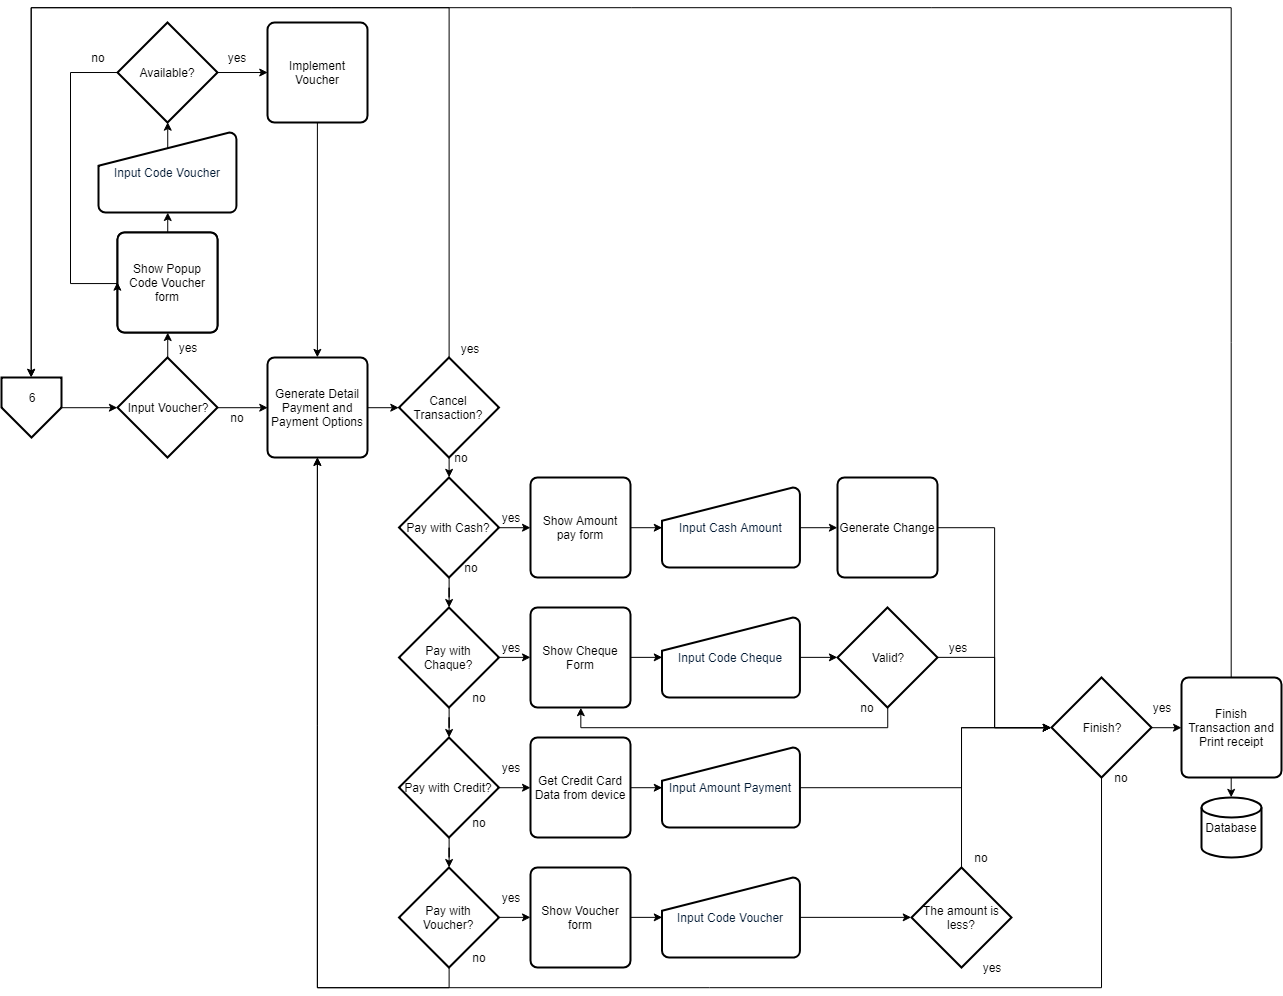 no
Available?
yes
Implement
Voucher
Input Code Voucher
Show Popup
Code Voucher
form
yes
6
Input Voucher?
no
Generate Detail
Payment and
Payment Options
yes
Cancel
Transaction?
no
Pay with Cash?
yes
Show Amount
pay form
Input Cash Amount
Generate Change
no
Pay with
Chaque?
yes
Show Cheque
Form
Input Code Cheque
Valid?
yes
no
no
Pay with Credit?
yes
Get Credit Card
Data from device
Input Amount Payment
no
Finish?
yes
Finish
Transaction and
Print receipt
no
Database
Pay with
Voucher?
yes
Show Voucher
form
Input Code Voucher
no
The amount is
less?
yes
no